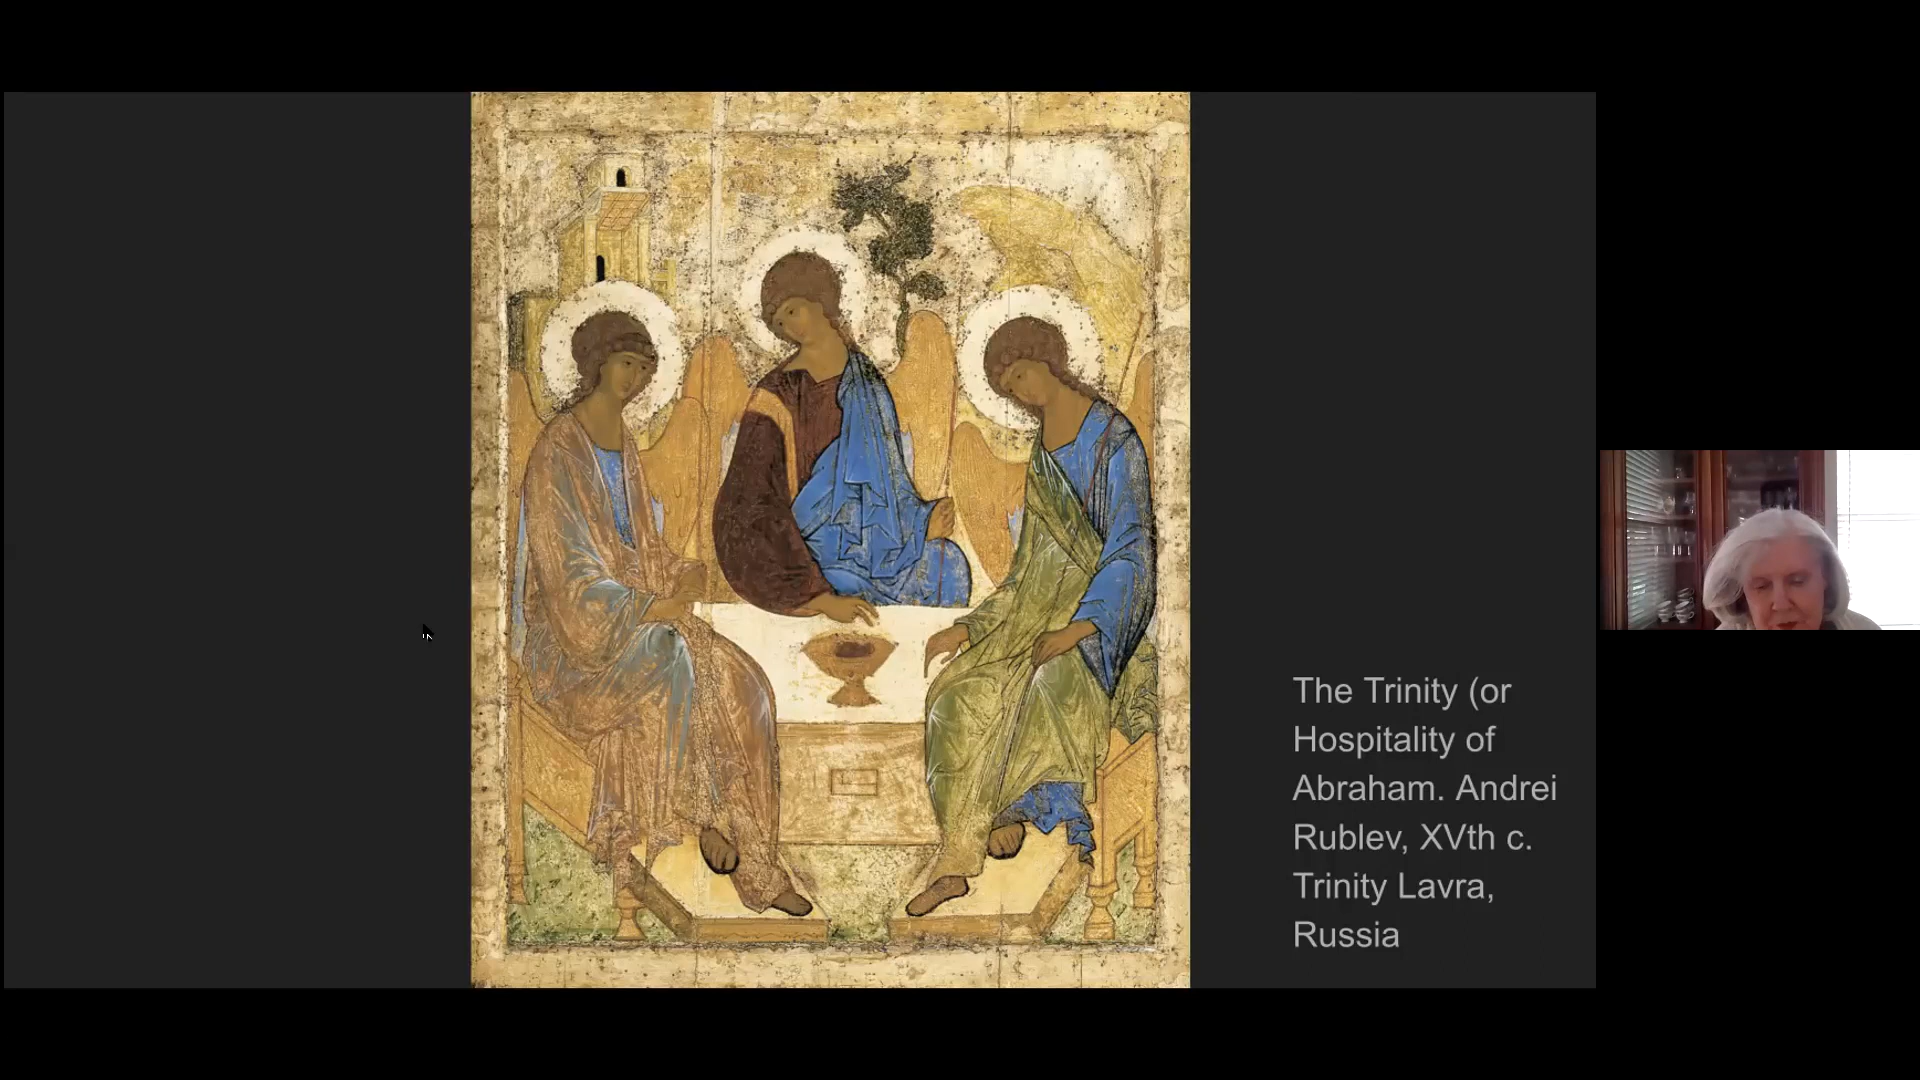 The Trinity (or
Hospitality of
Abraham. Andrei
Rublev, XVth c.
Trinity Lavra,
Russia